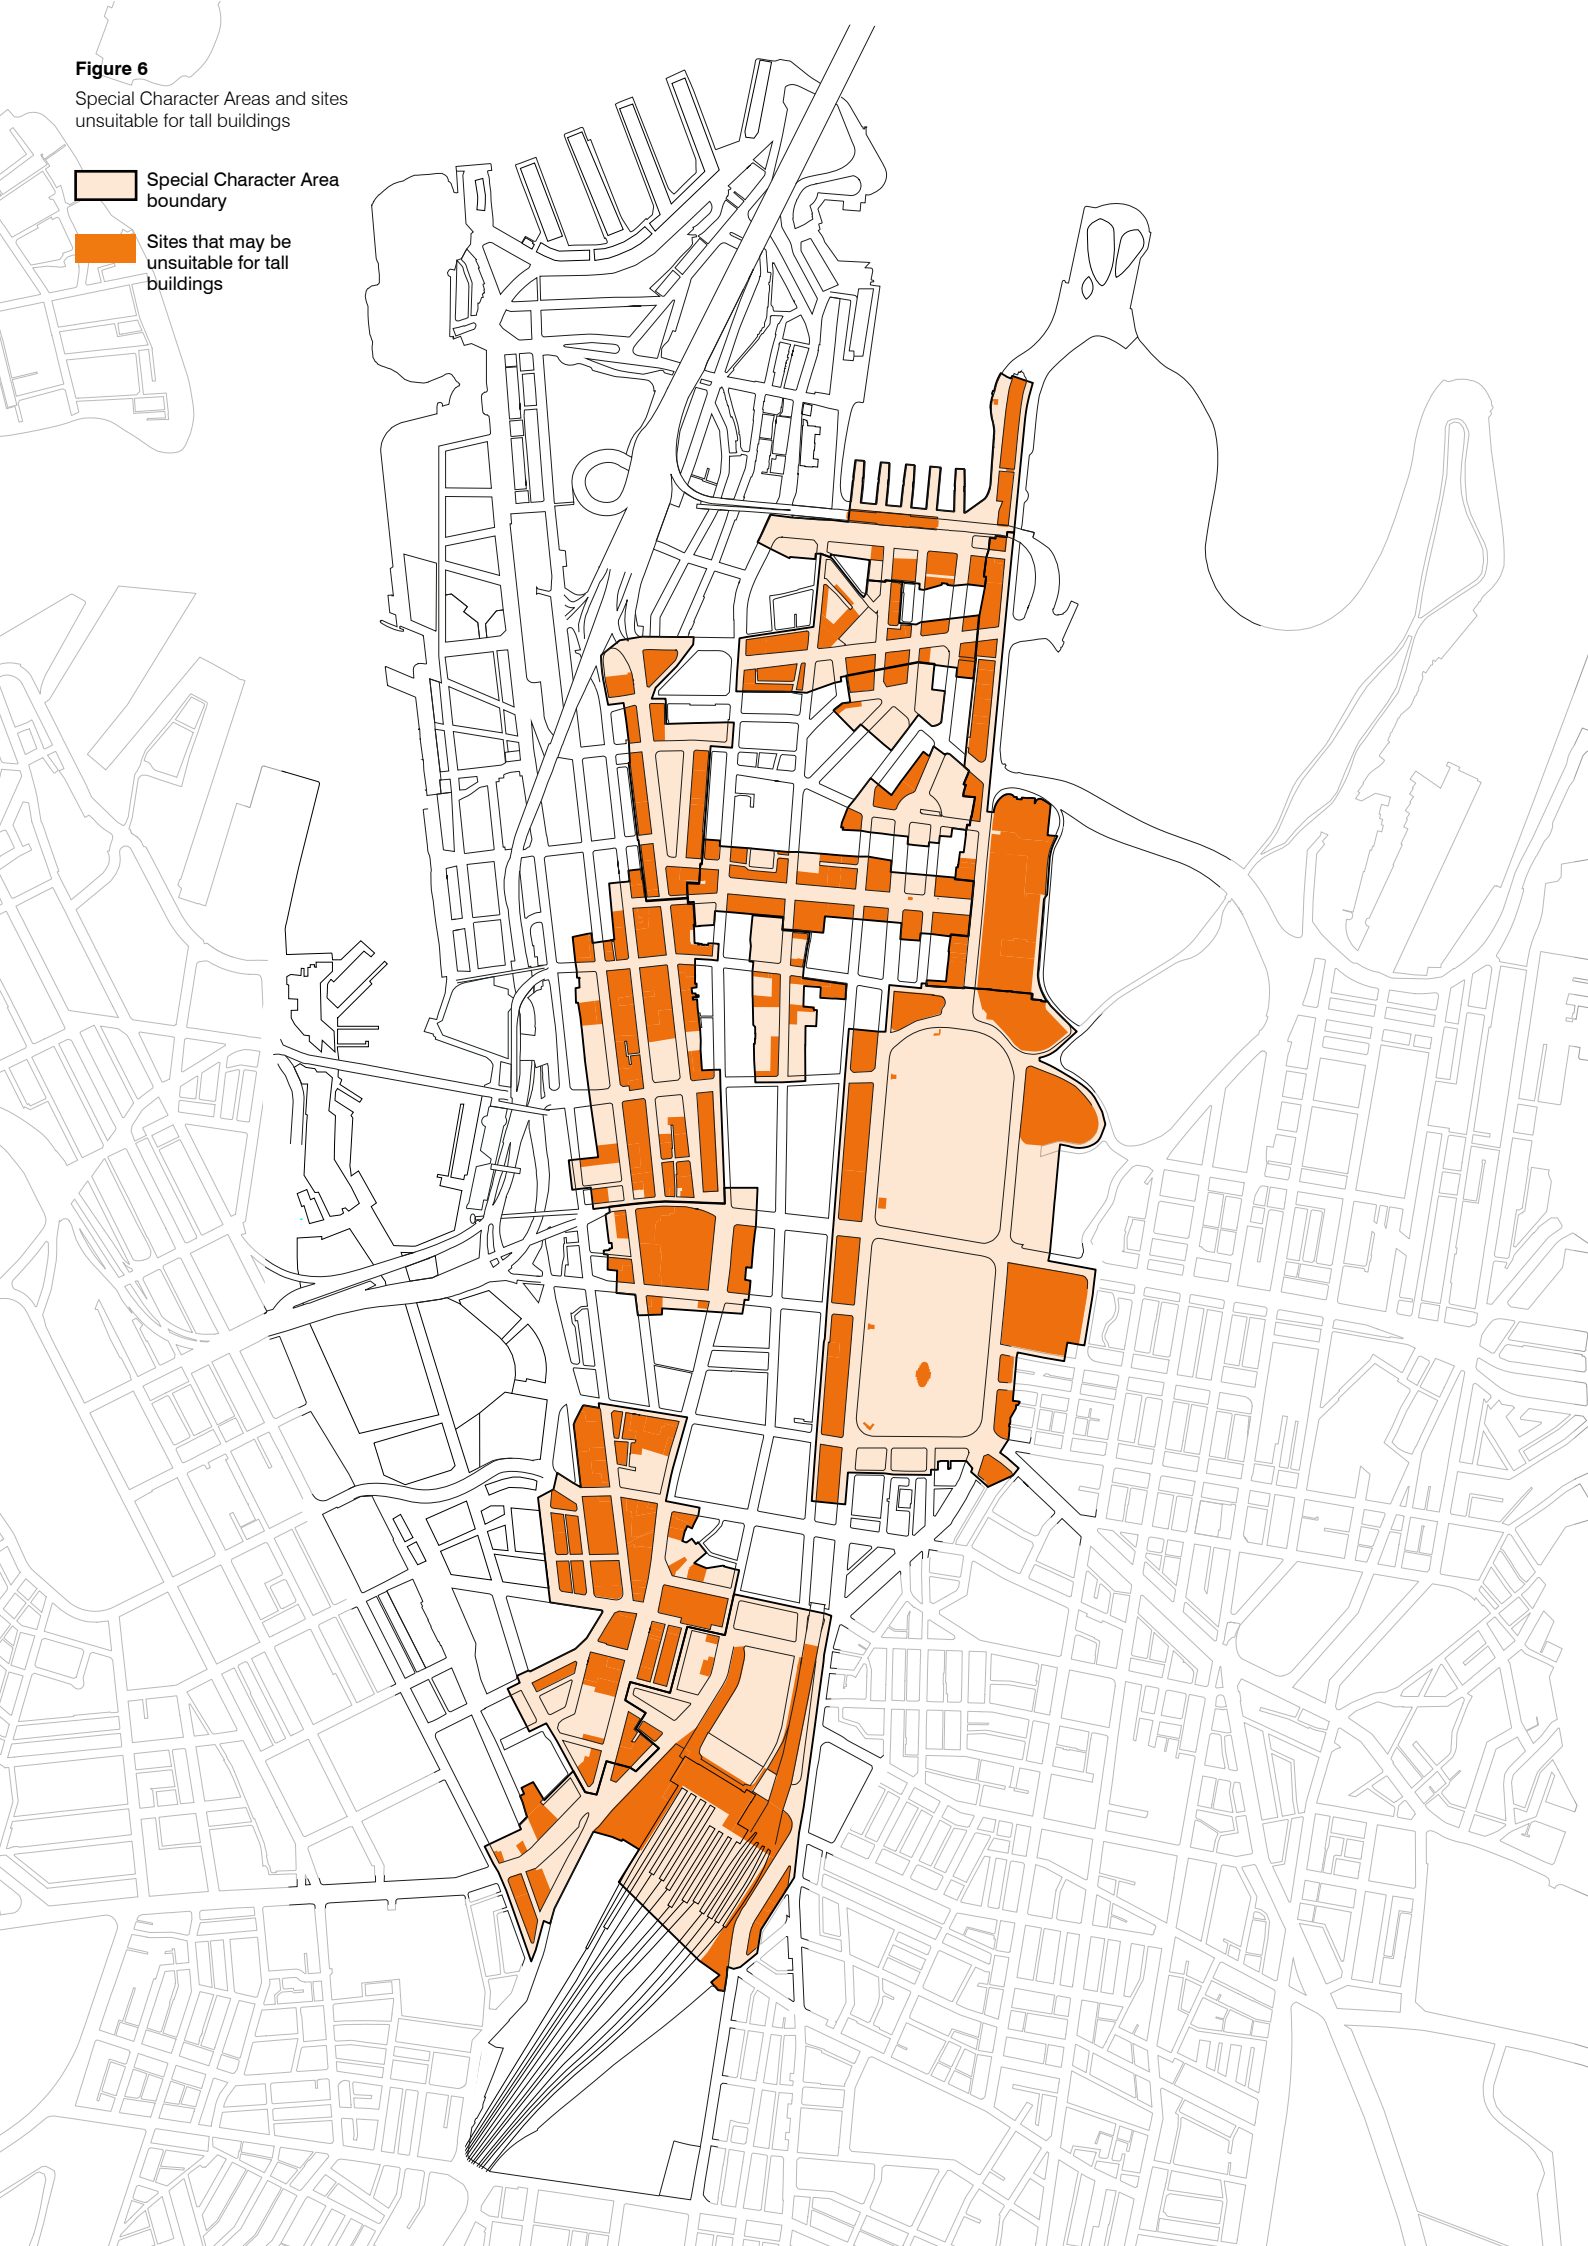 Figure 6
Special Character Areas and sites
unsuitable for tall buildings
Special Character Area
boundary
Sites that may be
unsuitable for tall
buildings